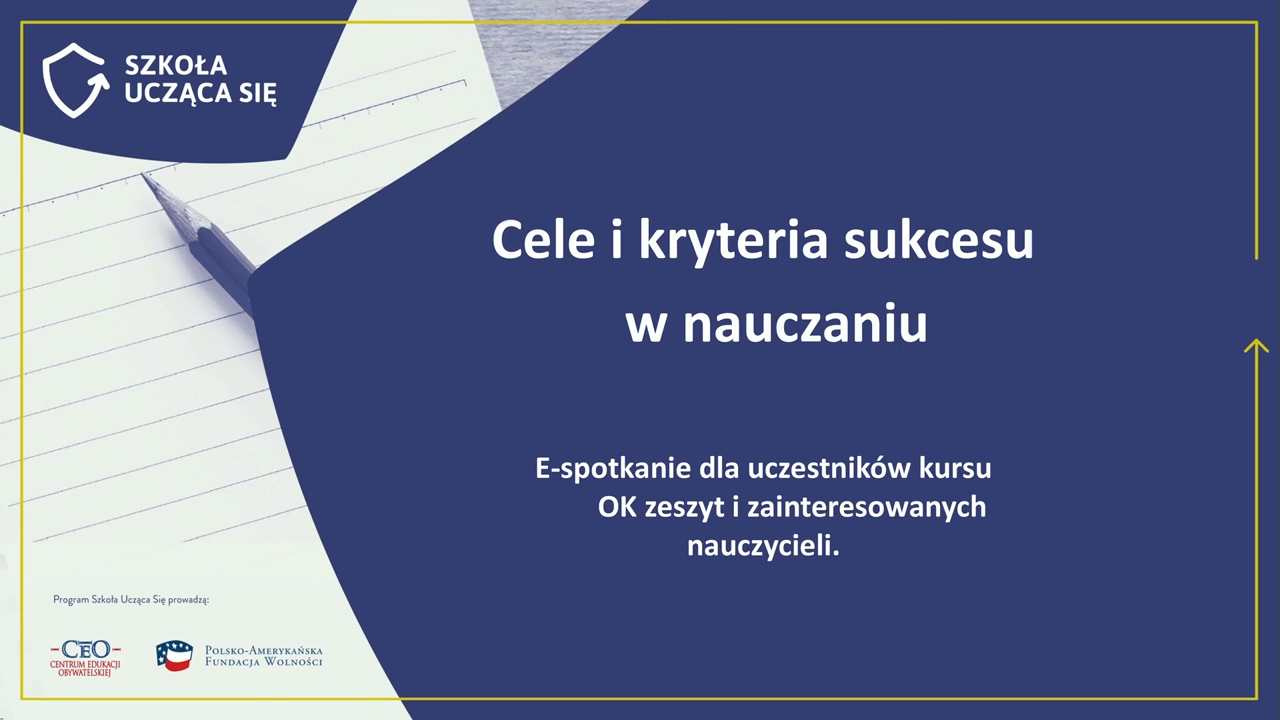 SZKOŁA
UCZĄCA SIĘ
Cele i kryteria sukcesu
w nauczaniu
E-spotkanie dla uczestników kursu
OK zeszyt i zainteresowanych
nauczycieli.
Program Szkoła Ucząca Się prowadzą:
CEO
CENTRUM EDUKACJI
OBYWATELSKIEJ
POLSKO-AMERYKAŃSKA
FUNDACJA WOLNOŚCI